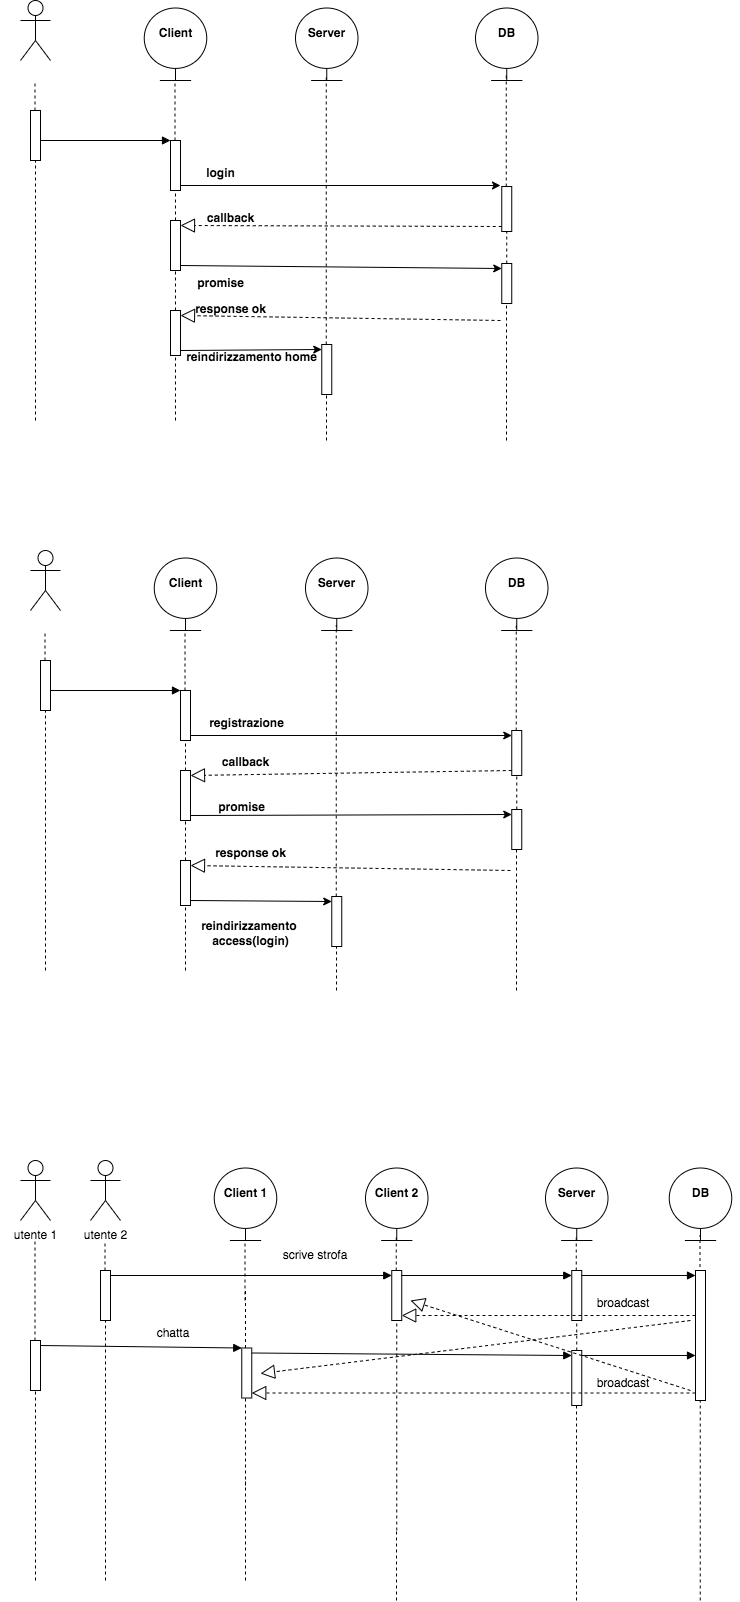 Client
Server
DB
login
callback
promise
response ok
reindirizzamento home
Client
Server
DB
registrazione
callback
promise
response ok
reindirizzamento
access(login)
utente 1
utente 2
Client 1
Client 2
Server
DB
scrive strofa
broadcast
chatta
broadcast